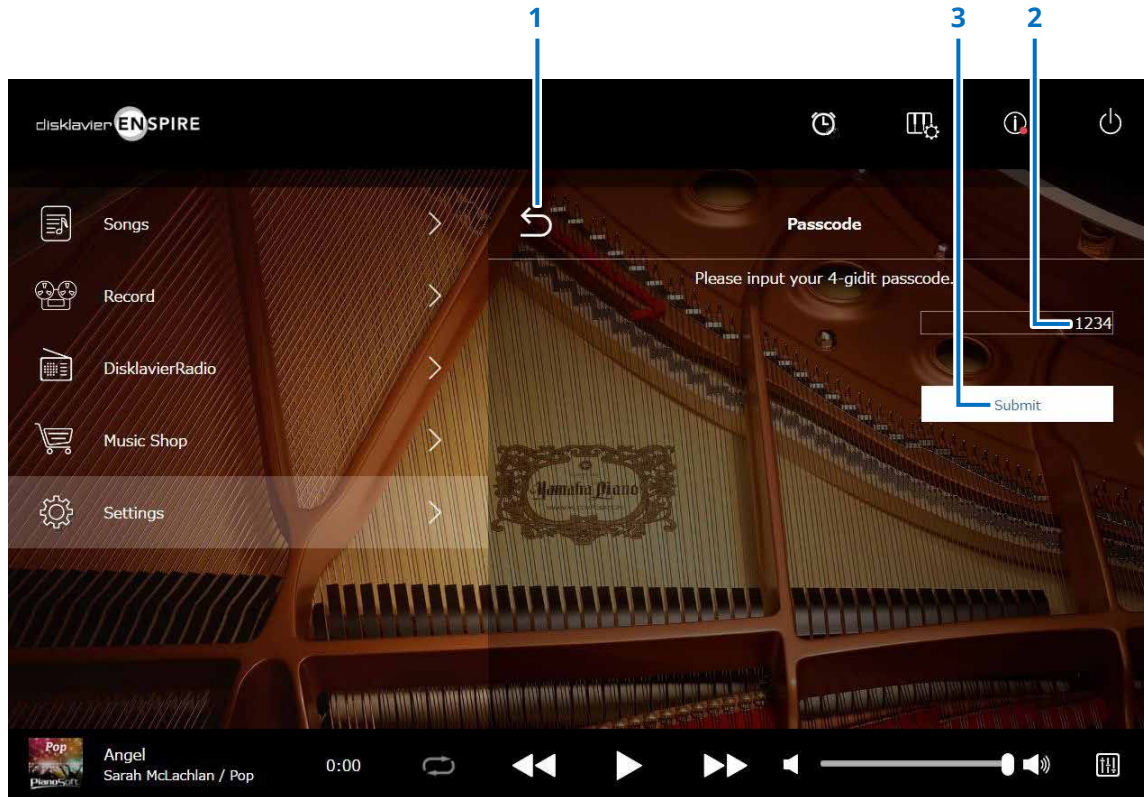 1
3
2
disklavier ENSPIRE
Songs
Passcode
Please input your 4-gidit passcode.
Record
1234
DisklavierRadio
Submit
Music Shop
Yamaha Piano
Settings
Pop
PianoSoft
Angel
Sarah McLachlan / Pop
0:00